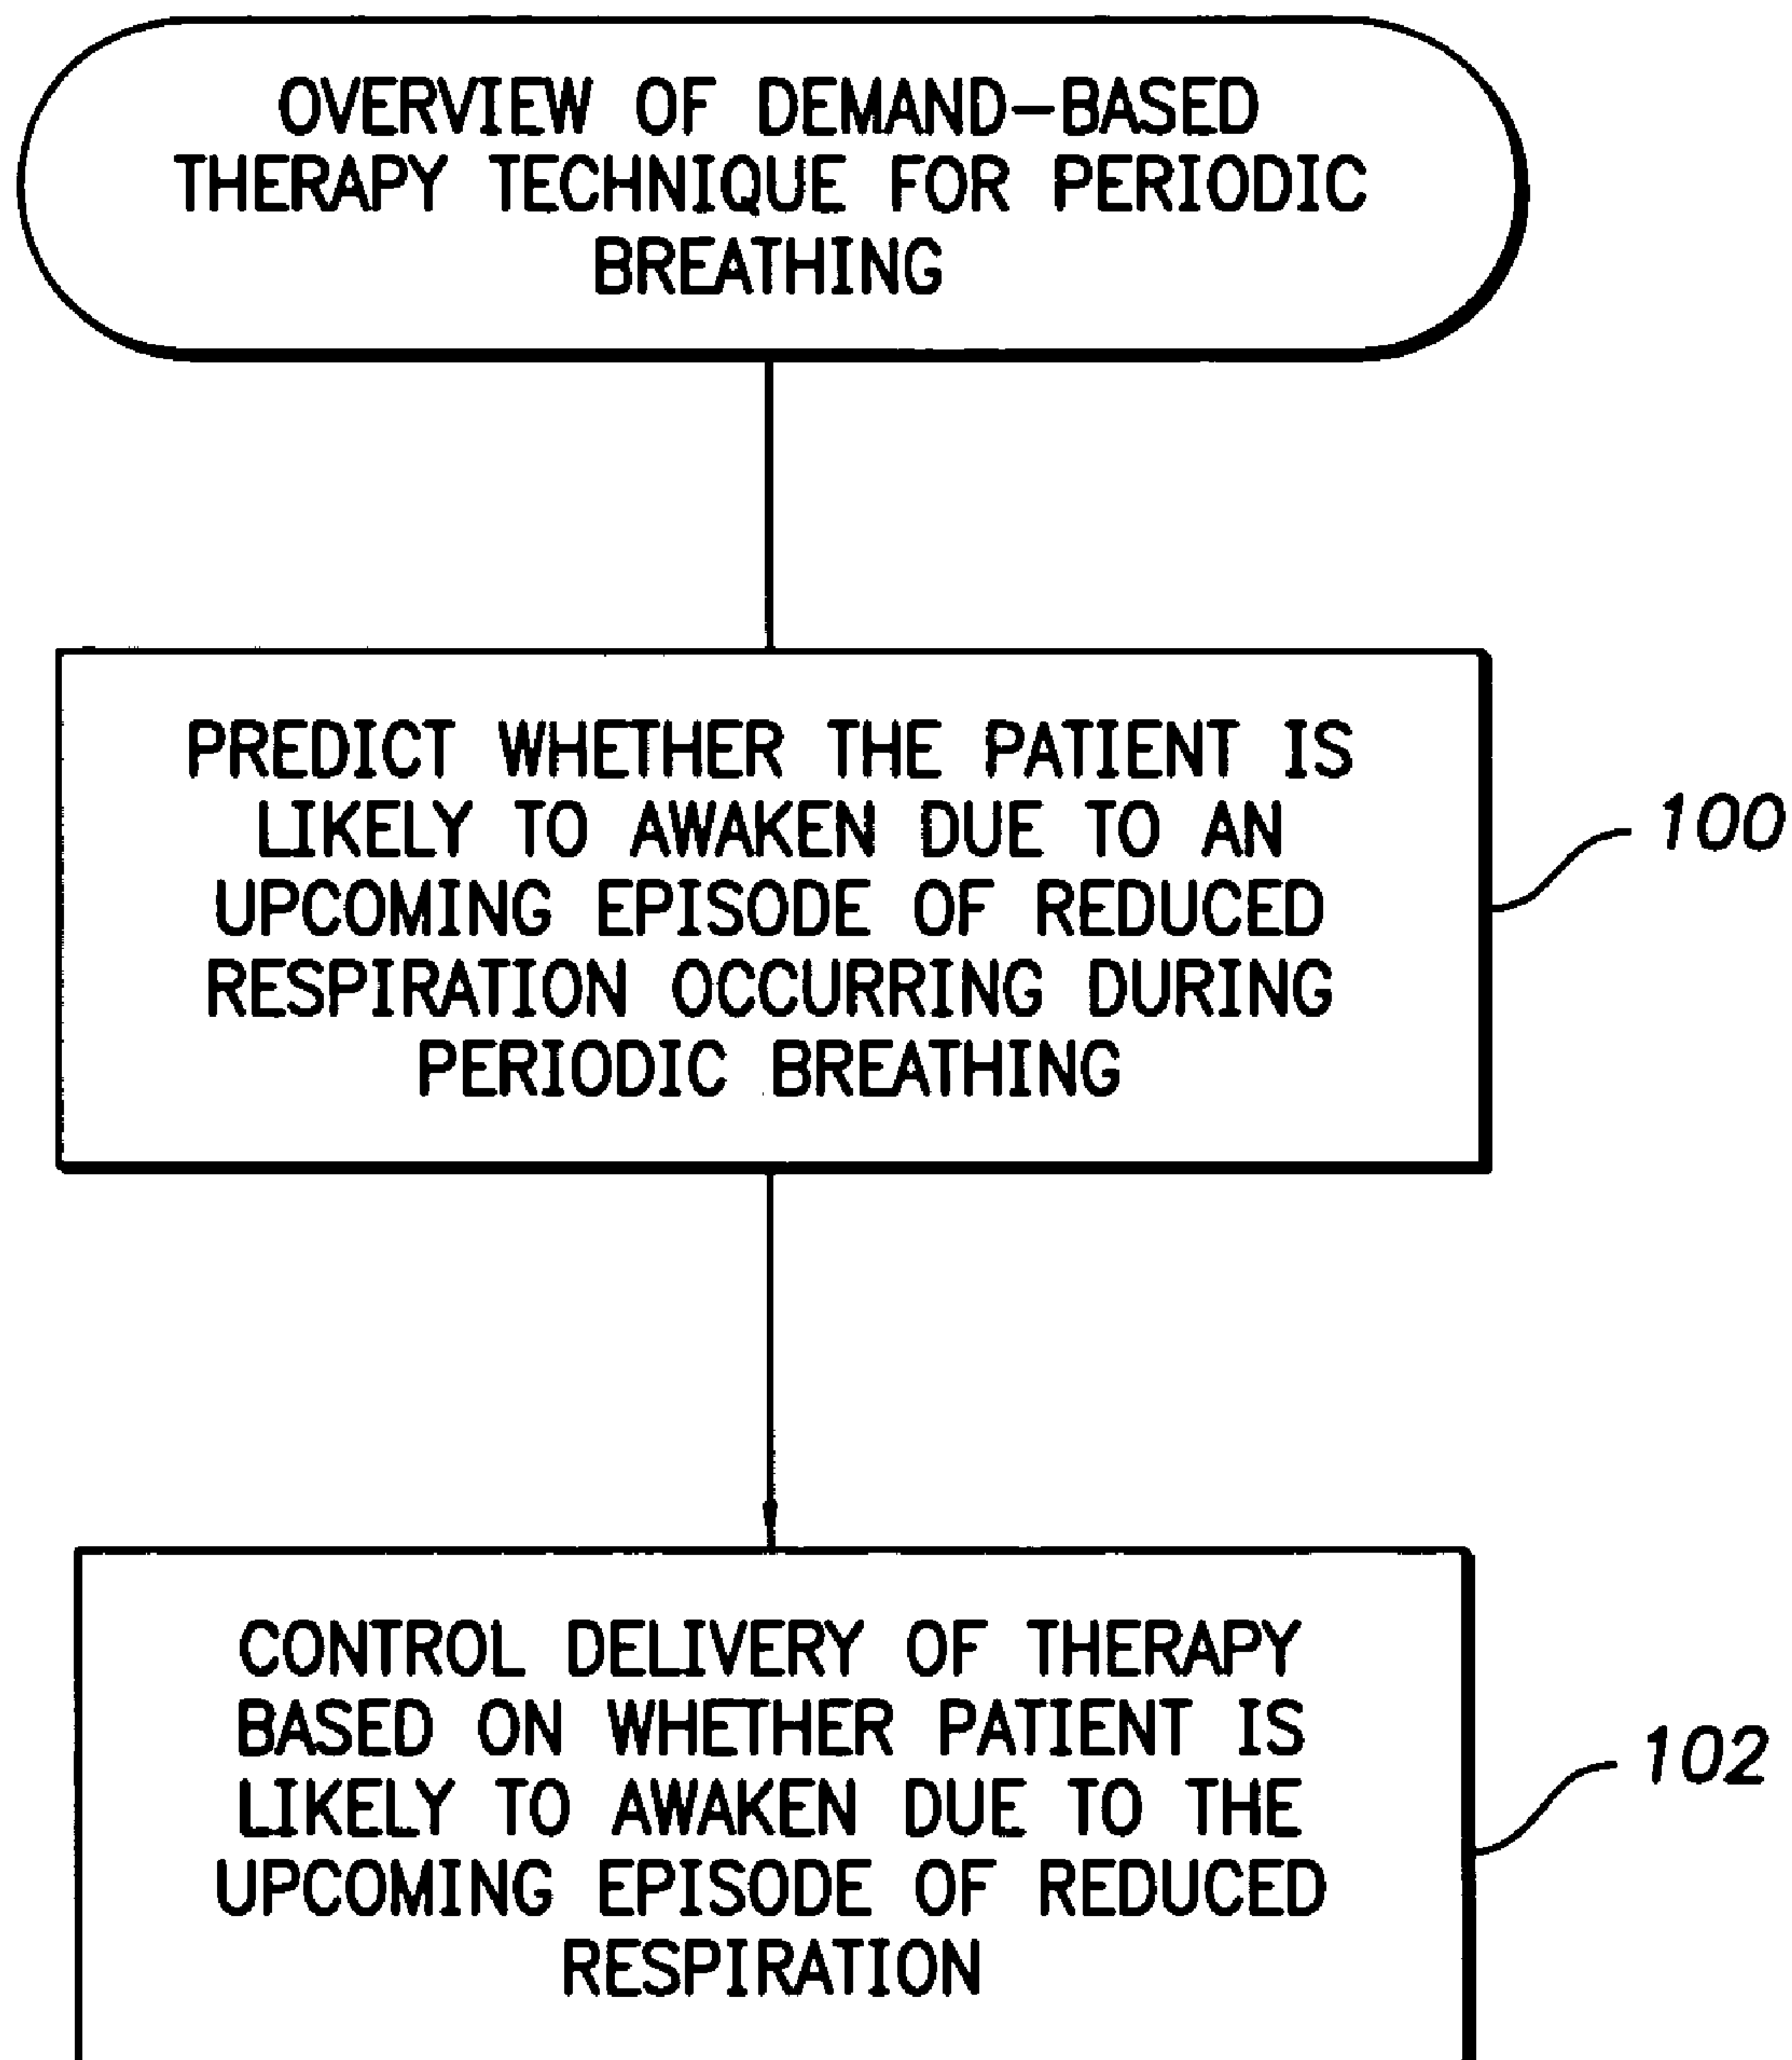 OVERVIEW OF DEMAND-BASED
THERAPY TECHNIQUE FOR PERIODIC
BREATHING
PREDICT WHETHER THE PATIENT IS
LIKELY TO AWAKEN DUE TO AN
UPCOMING EPISODE OF REDUCED
RESPIRATION OCCURRING DURING
PERIODIC BREATHING
100
CONTROL DELIVERY OF THERAPY
BASED ON WHETHER PATIENT IS
LIKELY TO AWAKEN DUE TO THE
UPCOMING EPISODE OF REDUCED
RESPIRATION
102